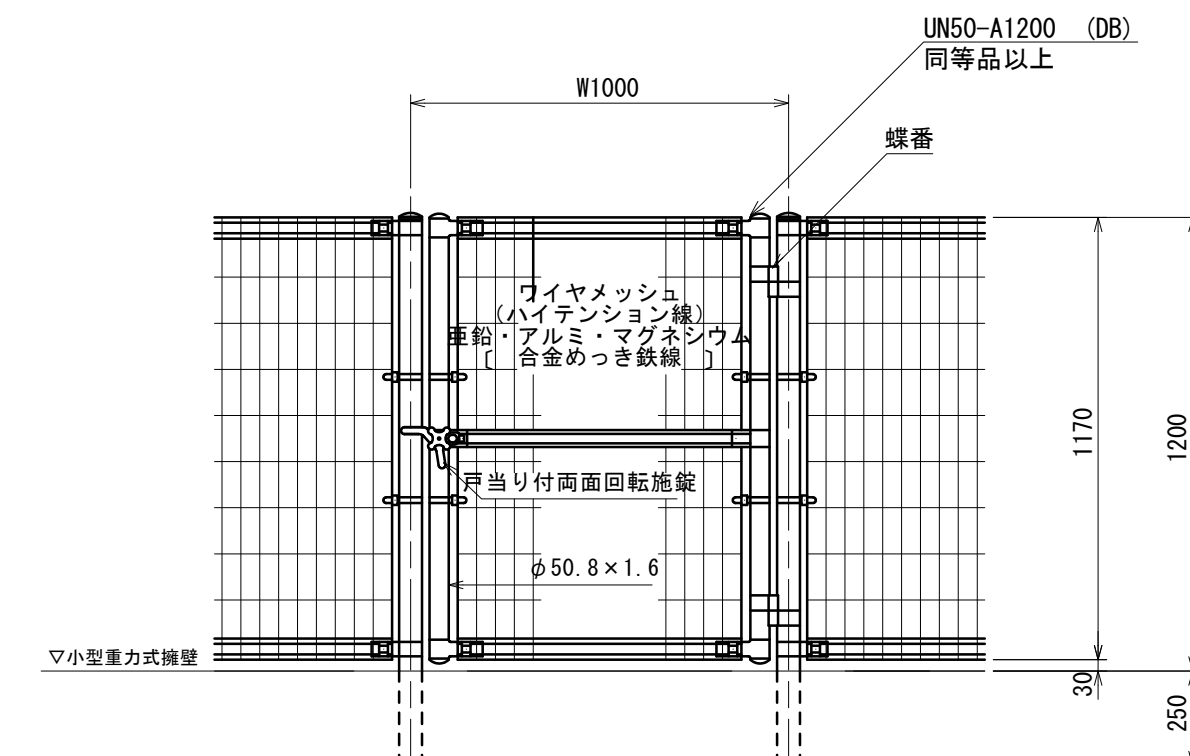 UN50-A1200 (DB)
同等品以上
W1000
蝶番
ワイヤメッシュ
(ハイテンション線)
亜鉛・アルミ・マグネシウム
〔 合金めっき鉄線 〕
1170
1200
戸当り付両面回転施錠
φ50.8×1.6
▽小型重力式擁壁
30
250